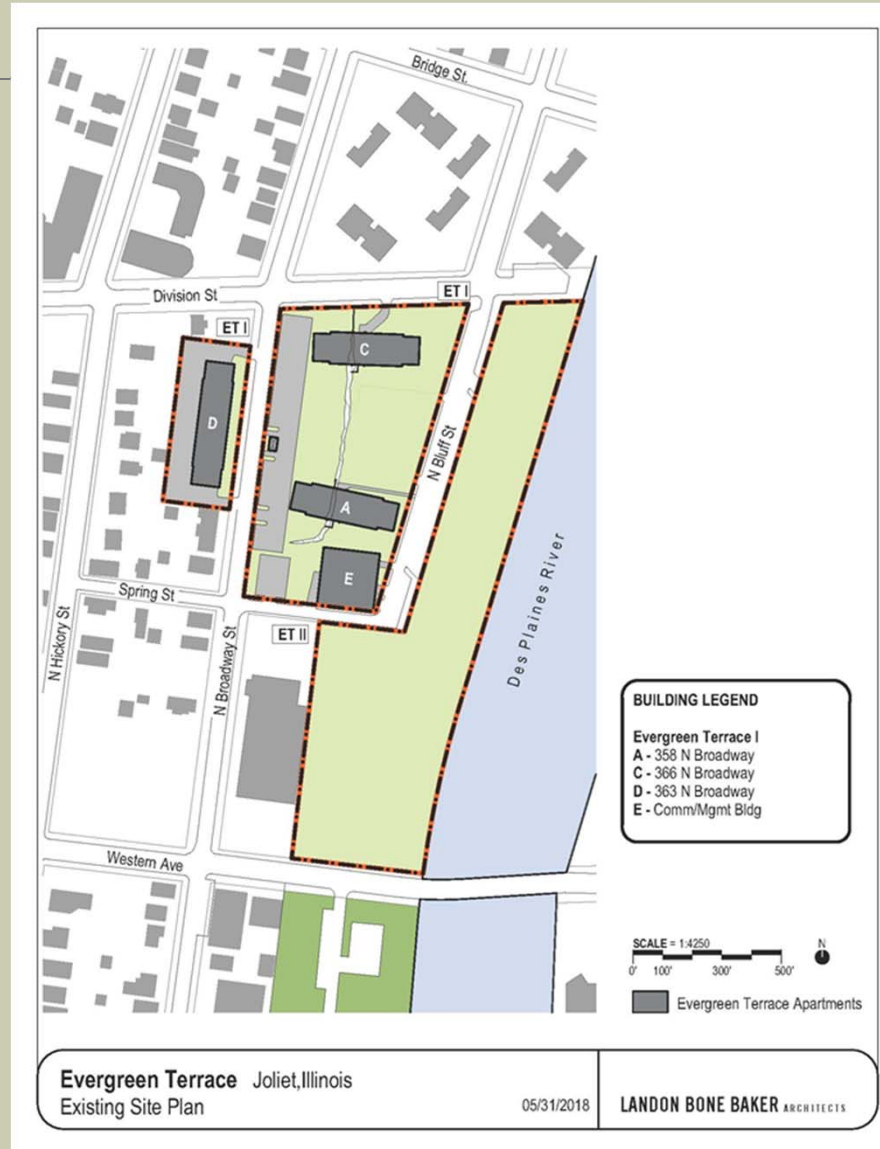 Bridge St.
Division St
ET I
ET I
C
D
N Bluff St
A
E
Spring St
ET II
N Hickory St
N Broadway St
Des Plaines River
Western Ave
BUILDING LEGEND
Evergreen Terrace I
A - 358 N Broadway
C - 366 N Broadway
D - 363 N Broadway
E - Comm/Mgmt Bldg
SCALE = 1:4250
N
0' 100' 300' 500'
Evergreen Terrace Apartments
Evergreen Terrace Joliet,Illinois
Existing Site Plan
05/31/2018
LANDON BONE BAKER ARCHITECTS